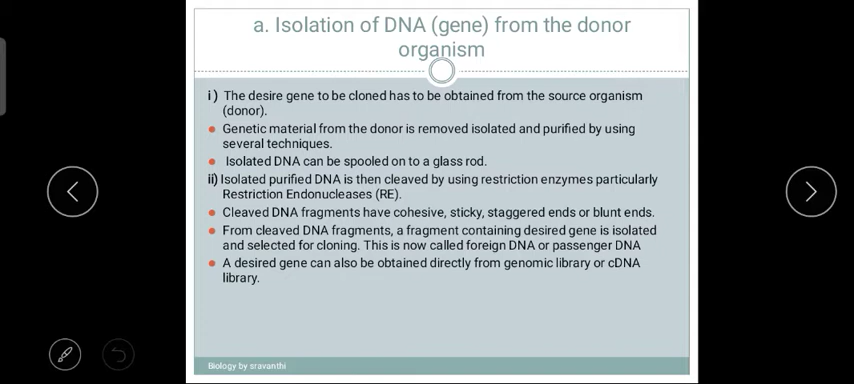 a. Isolation of DNA (gene) from the donor
organism
i) The desire gene to be cloned has to be obtained from the source organism
(donor).
Genetic material from the donor is removed isolated and purified by using
several techniques.
Isolated DNA can be spooled on to a glass rod.
ii) Isolated purified DNA is then cleaved by using restriction enzymes particularly
Restriction Endonucleases (RE).
Cleaved DNA fragments have cohesive, sticky, staggered ends or blunt ends.
From cleaved DNA fragments, a fragment containing desired gene is isolated
and selected for cloning. This is now called foreign DNA or passenger DNA
A desired gene can also be obtained directly from genomic library or cDNA
library.
Biology by sravanthi